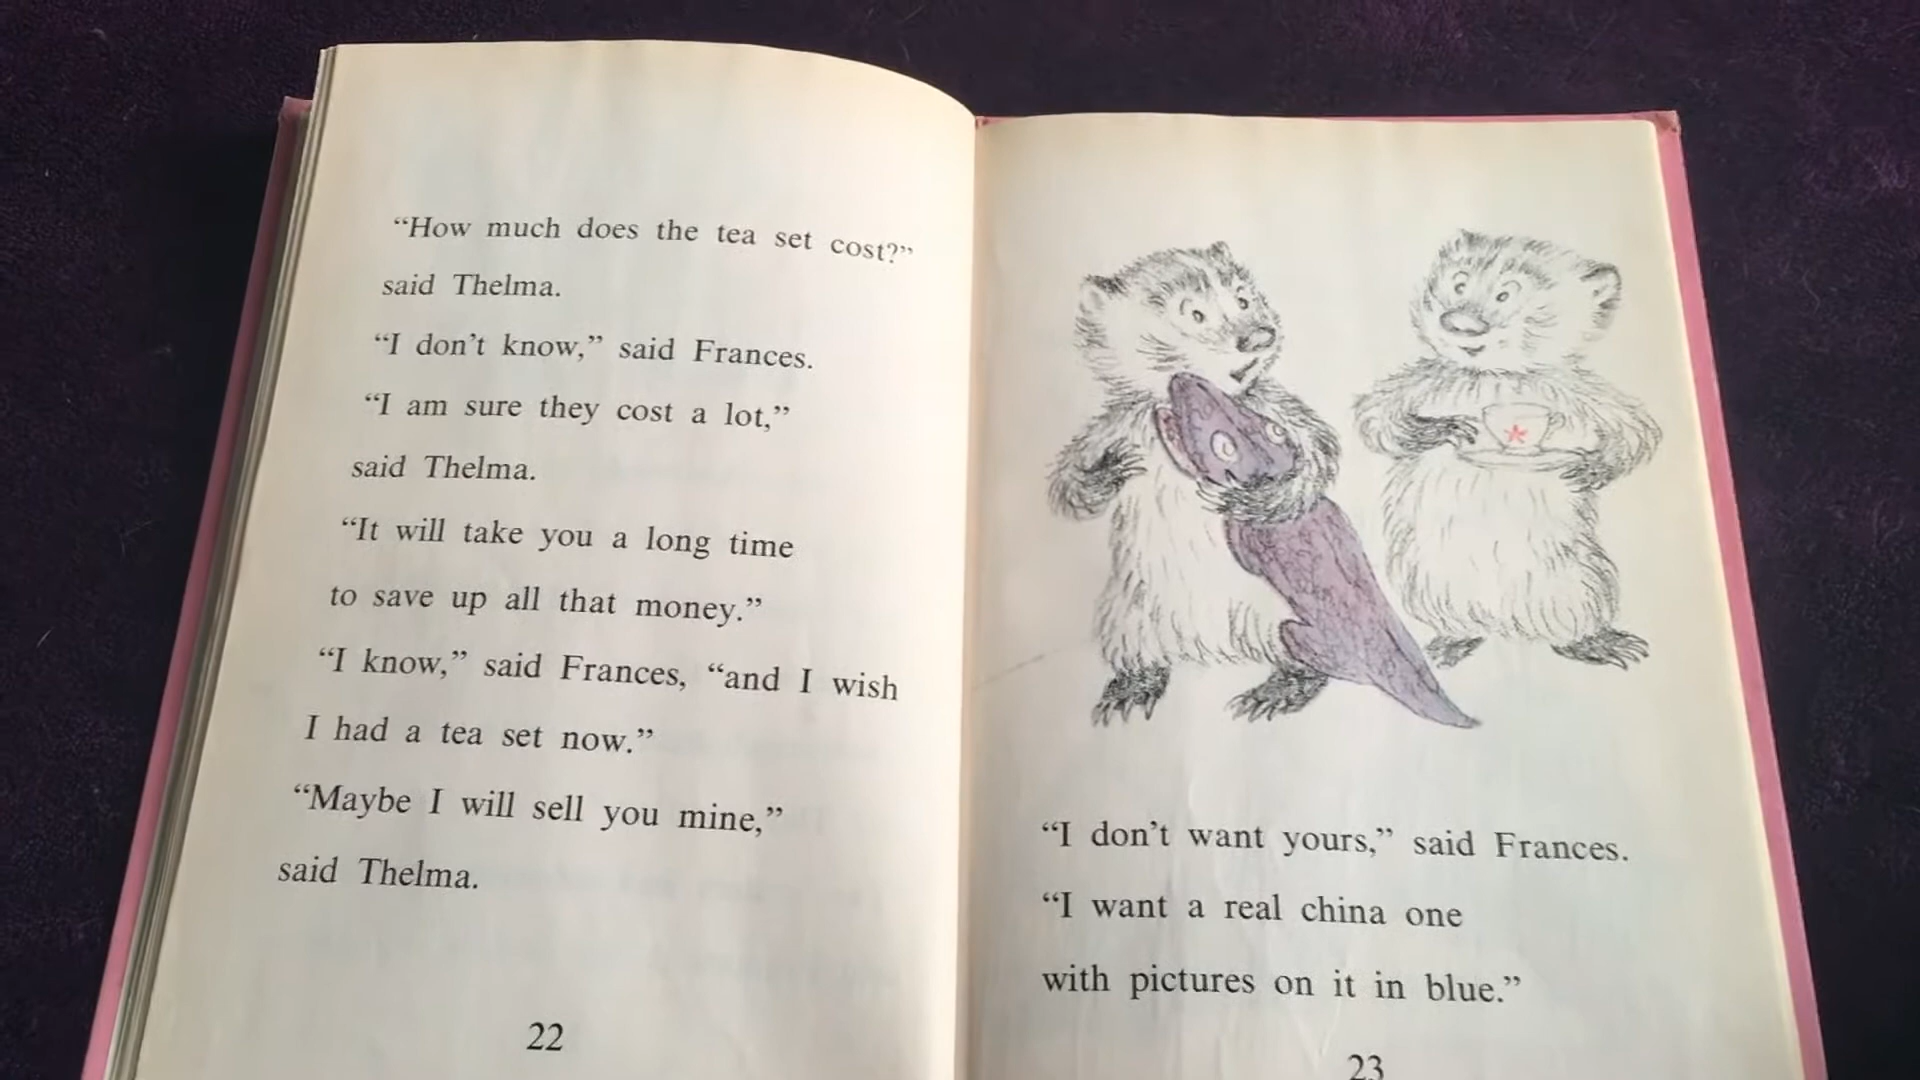 “How much does the tea set cost?”
said Thelma.
“I don’t know,” said Frances.
“I am sure they cost a lot,”
said Thelma.
“It will take you a long time
to save up all that money.”
“I know,” said Frances, “and I wish
I had a tea set now.”
“Maybe I will sell you mine,”
said Thelma.
22
“I don’t want yours,” said Frances.
“I want a real china one
with pictures on it in blue.”
23